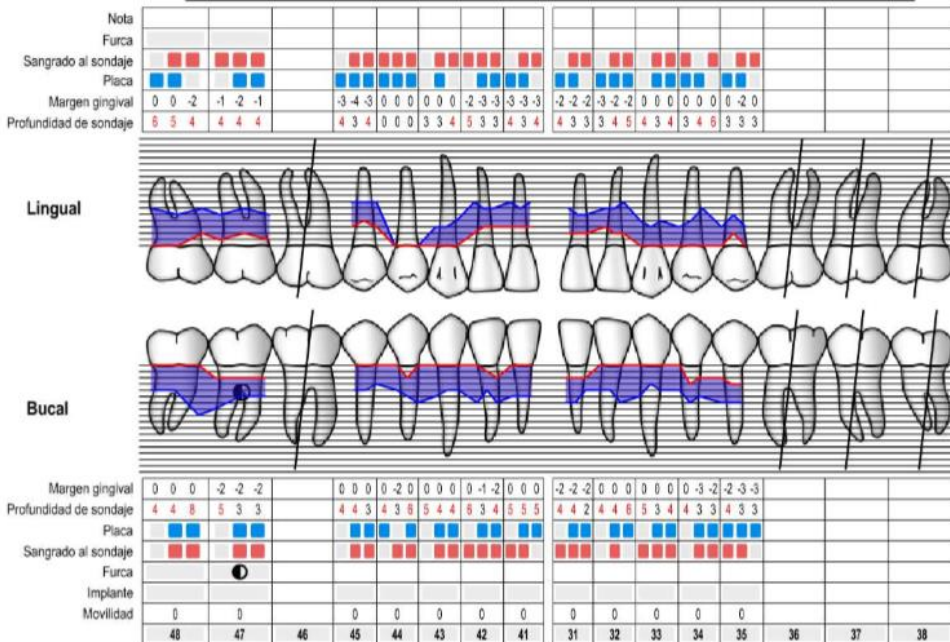 Nota
Furca
Sangrado al sondaje
Placa
Margen gingival 0 0 -2 -1 -2 -1 -3 -4 -3 0 0 0 0 0 0 -2 -3 -3 -3 -3 -3 -2 -2 -2 -3 -2 -2 0 0 0 0 0 0 0 -2 0
Profundidad de sondaje 6 5 4 4 4 4 4 3 4 0 0 0 3 3 4 5 3 3 4 3 4 4 3 3 3 4 5 4 3 4 3 4 6 3 3 3
Lingual
Bucal
Margen gingival 0 0 0 -2 -2 -2 0 0 0 0 -2 0 0 0 0 0 -1 -2 0 0 0 -2 -2 -2 0 0 0 0 0 0 0 -3 -2 -2 -3 -3
Profundidad de sondaje 4 4 8 5 3 3 4 4 3 4 3 6 5 4 4 6 3 4 5 5 5 4 4 2 4 4 6 5 3 4 4 3 3 4 3 3
Placa
Sangrado al sondaje
Furca
Implante
Movilidad 0 0 0 0 0 0 0 0 0 0 0 0
48 47 46 45 44 43 42 41 31 32 33 34 35 36 37 38